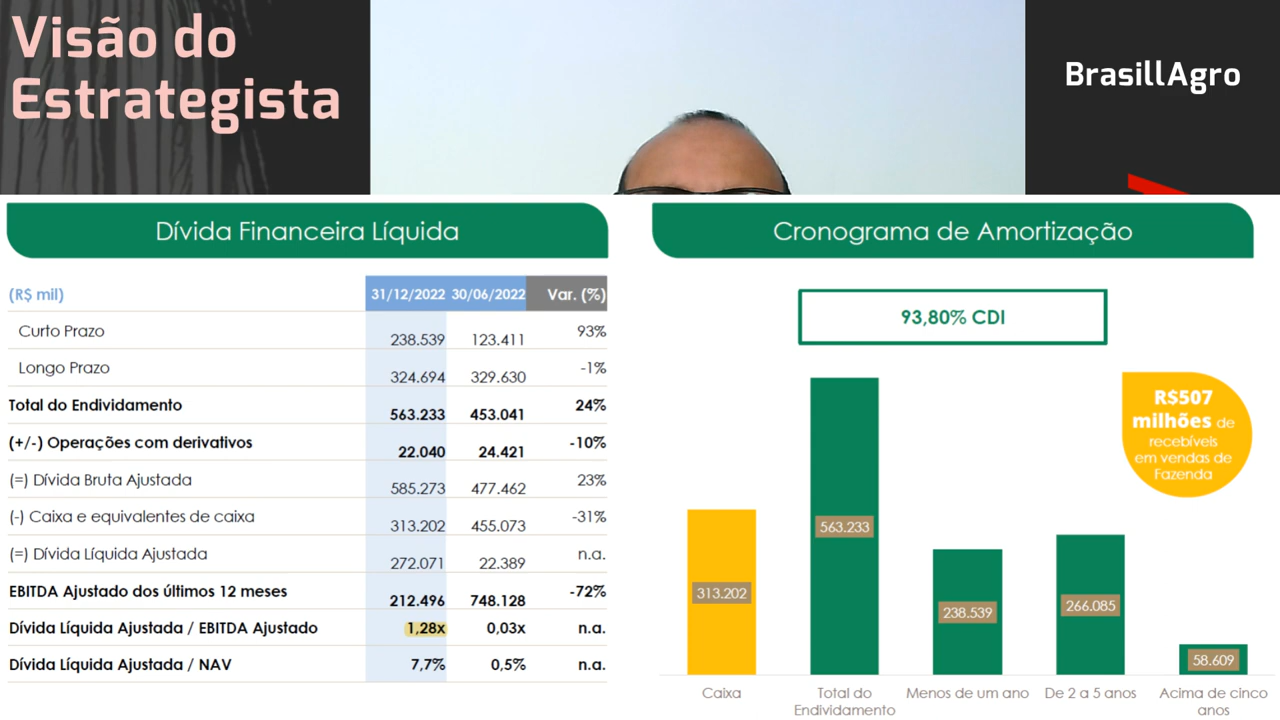 Visão do
Estrategista
BrasillAgro
Dívida Financeira Líquida
(R$ mil) 31/12/2022 30/06/2022 Var. (%)
Curto Prazo 238.539 123.411 93%
Longo Prazo 324.694 329.630 -1%
Total do Endividamento 563.233 453.041 24%
(+/-) Operações com derivativos 22.040 24.421 -10%
(=) Dívida Bruta Ajustada 585.273 477.462 23%
(-) Caixa e equivalentes de caixa 313.202 455.073 -31%
(=) Dívida Líquida Ajustada 272.071 22.389 n.a.
EBITDA Ajustado dos últimos 12 meses 212.496 748.128 -72%
Dívida Líquida Ajustada / EBITDA Ajustado 1,28x 0,03x n.a.
Dívida Líquida Ajustada / NAV 7,7% 0,5% n.a.
Cronograma de Amortização
93,80% CDI
R$507
milhões de
recebíveis
em vendas de
Fazenda
313.202
563.233
238.539
266.085
58.609
Caixa
Total do
Endividamento
Menos de um ano
De 2 a 5 anos
Acima de cinco
anos